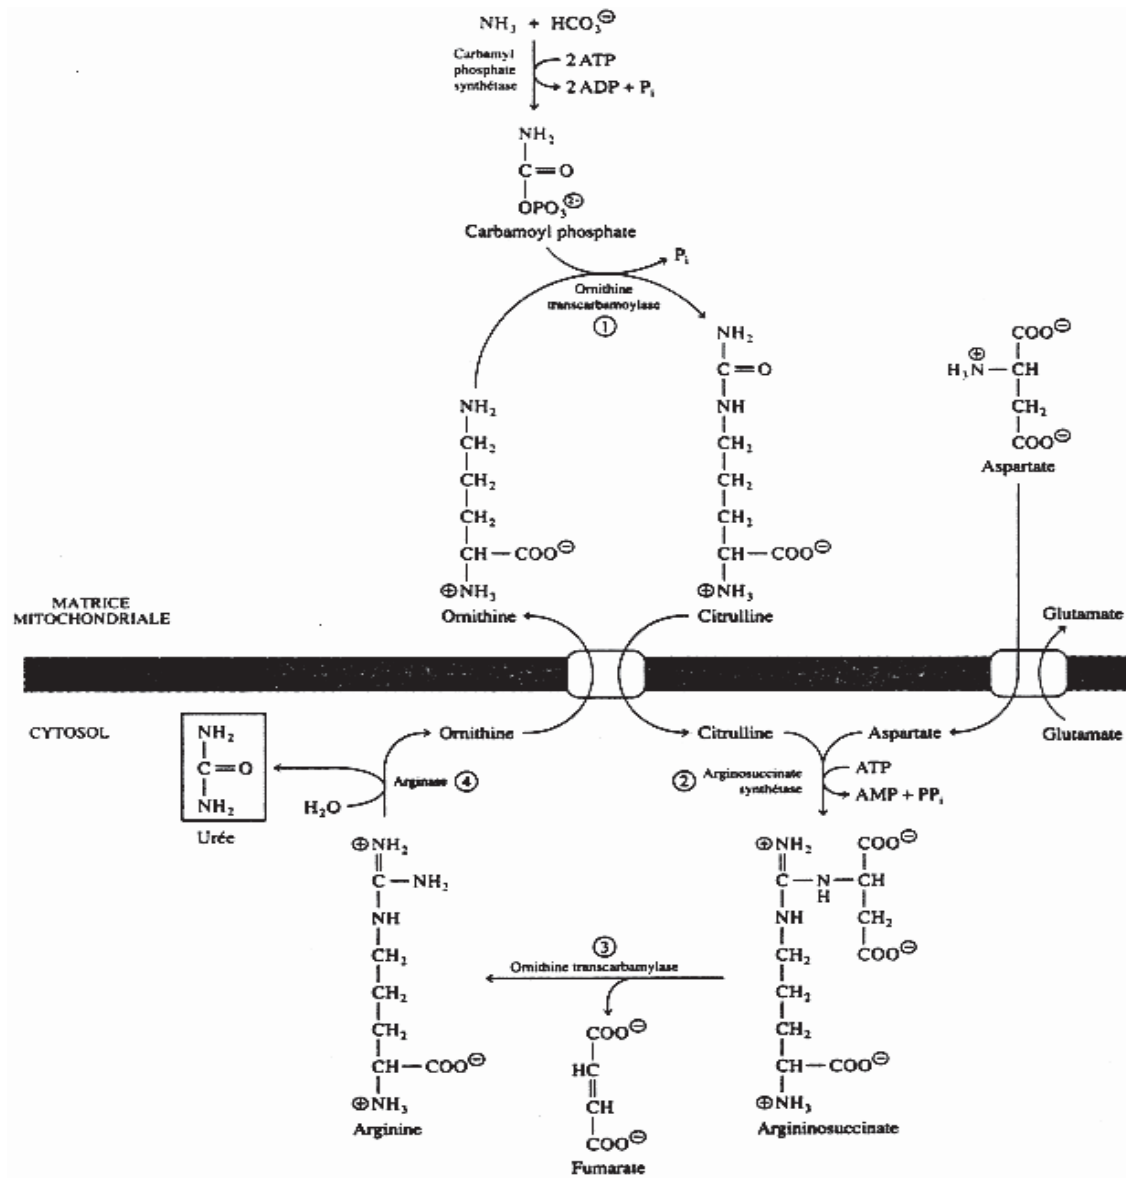 NH₃ + HCO₃⊖
Carbamyl
phosphate
synthétase
2 ATP
2 ADP + Pᵢ
NH₂
C=O
OPO₃2-
Carbamoyl phosphate
Pᵢ
Ornithine
transcarbamoylase
1
NH₂
CH₂
CH₂
CH₂
CH—COO⊖
⊕NH₃
Ornithine
NH₂
C=O
NH
CH₂
CH₂
CH₂
CH—COO⊖
⊕NH₃
Citrulline
COO⊖
⊕
H₃N—CH
CH₂
COO⊖
Aspartate
MATRICE
MITOCHONDRIALE
Glutamate
CYTOSOL
NH₂
C=O
NH₂
Urée
Ornithine
Arginase 4
H₂O
Citrulline
Aspartate
Glutamate
2 Arginosuccinate
synthétase
ATP
AMP + PPᵢ
⊕NH₂
C—NH₂
NH
CH₂
CH₂
CH₂
CH—COO⊖
⊕NH₃
Arginine
3
Ornithine transcarbamylase
COO⊖
HC
CH
COO⊖
Fumarate
⊕NH₂ COO⊖
C—N—CH
H
NH CH₂
CH₂ COO⊖
CH₂
CH₂
CH—COO⊖
⊕NH₃
Argininosuccinate